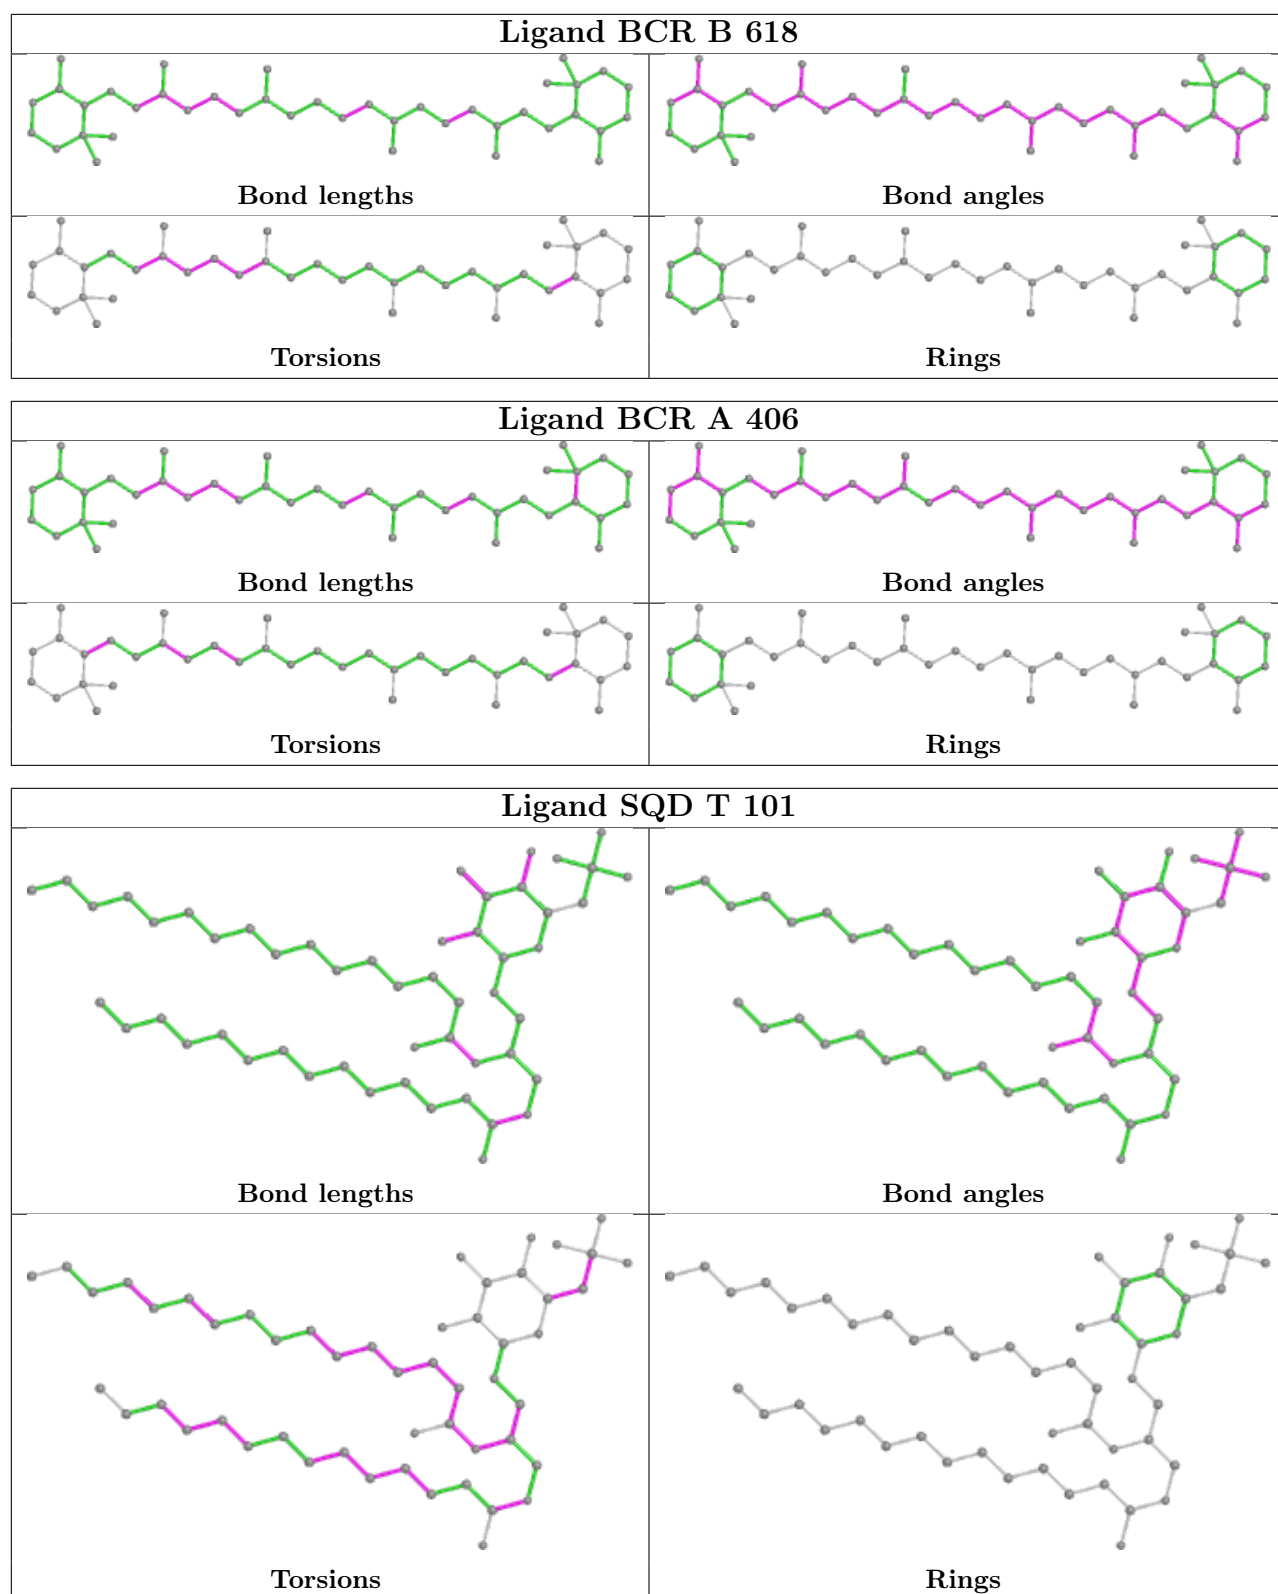 Ligand BCR B 618
Bond lengths
Bond angles
Torsions
Rings
Ligand BCR A 406
Bond lengths
Bond angles
Torsions
Rings
Ligand SQD T 101
Bond lengths
Bond angles
Torsions
Rings